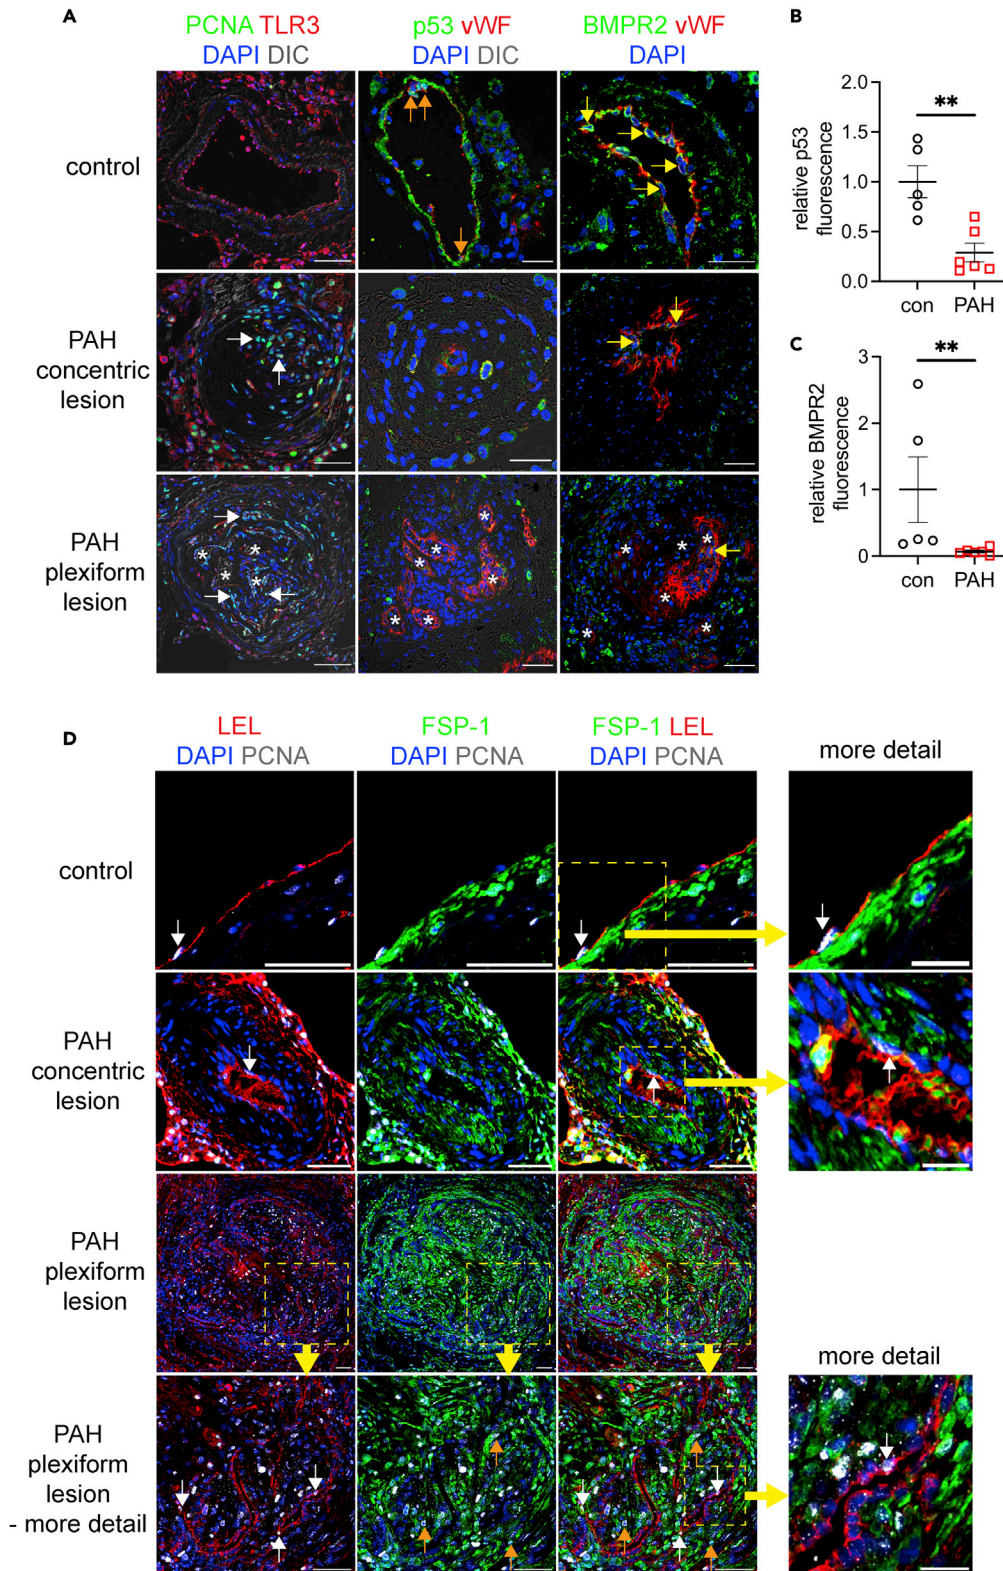 A
PCNA TLR3
DAPI DIC
p53 vWF
DAPI DIC
BMPR2 vWF
DAPI
control
PAH
concentric
lesion
PAH
plexiform
lesion
* * * *
* * * * * *
* * * * * *
B
relative p53
fluorescence
2.0
1.5
1.0
0.5
0.0
**
con
PAH
C
relative BMPR2
fluorescence
3
2
1
0
**
con
PAH
D
LEL
DAPI PCNA
FSP-1
DAPI PCNA
FSP-1 LEL
DAPI PCNA
more detail
control
PAH
concentric
lesion
PAH
plexiform
lesion
more detail
PAH
plexiform
lesion
- more detail